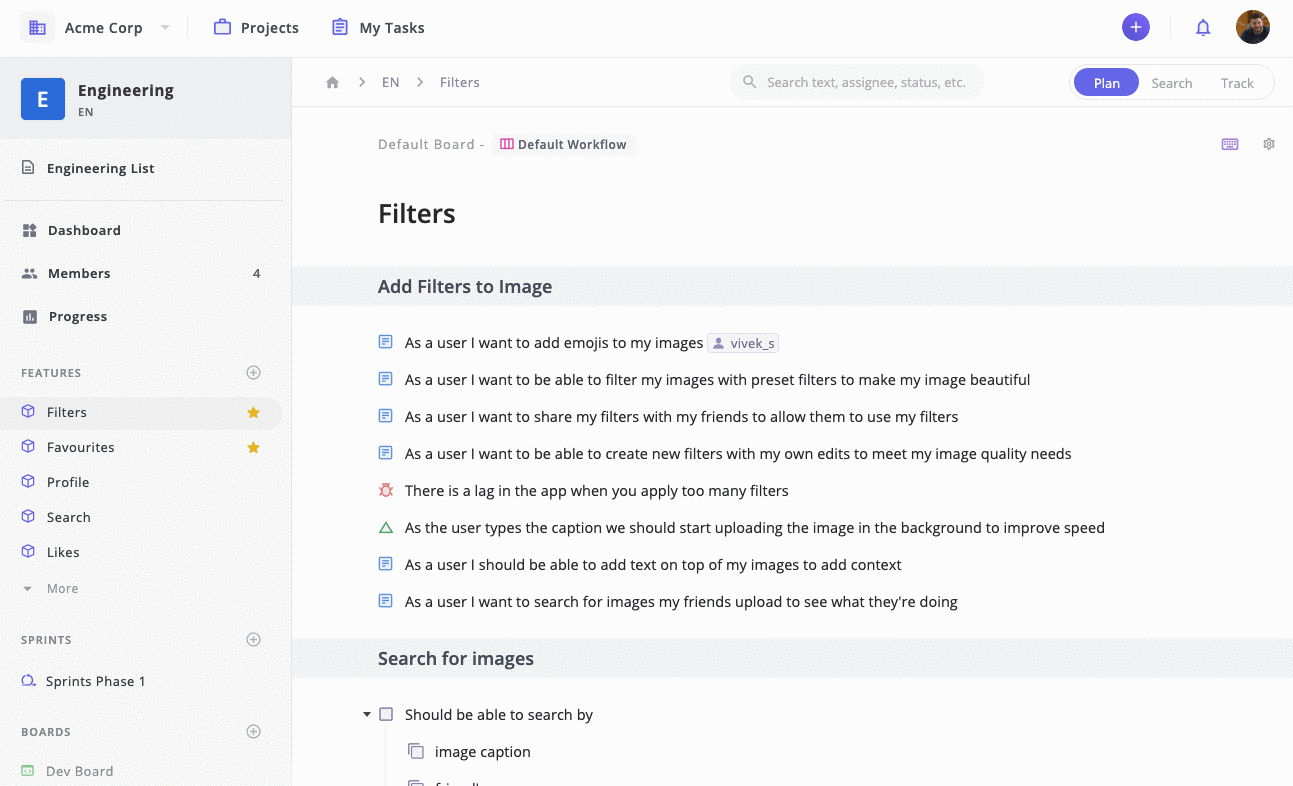 Acme Corp
Projects
My Tasks
E
Engineering
EN
EN
Filters
Search text, assignee, status, etc.
Plan
Search
Track
Engineering List
Dashboard
Members
4
Progress
FEATURES
Filters
Favourites
Profile
Search
Likes
More
SPRINTS
Sprints Phase 1
BOARDS
Dev Board
Default Board -
Default Workflow
Filters
Add Filters to Image
As a user I want to add emojis to my images vivek_s
As a user I want to be able to filter my images with preset filters to make my image beautiful
As a user I want to share my filters with my friends to allow them to use my filters
As a user I want to be able to create new filters with my own edits to meet my image quality needs
There is a lag in the app when you apply too many filters
As the user types the caption we should start uploading the image in the background to improve speed
As a user I should be able to add text on top of my images to add context
As a user I want to search for images my friends upload to see what they're doing
Search for images
Should be able to search by
image caption